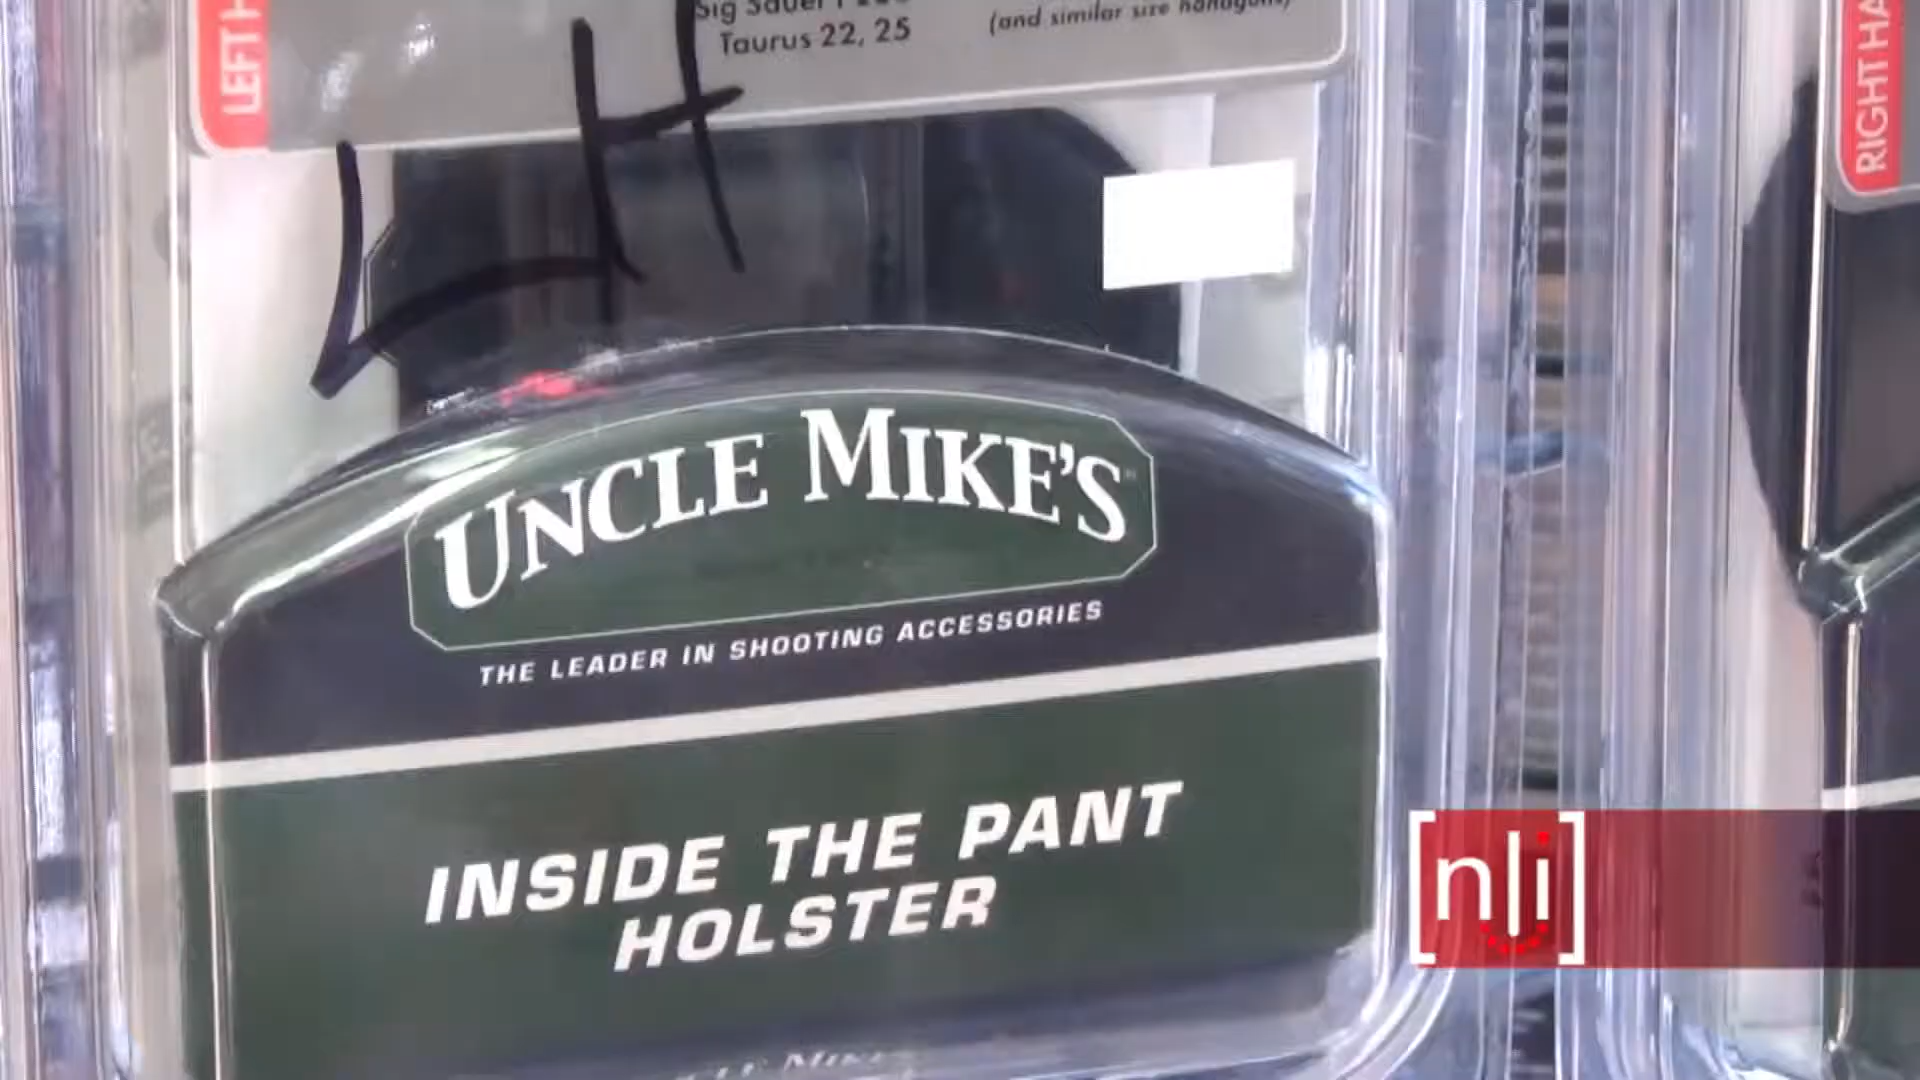 LEFT H
Sig Sauer
Taurus 22, 25
(and similar size handguns)
LH
RIGHT HA
UNCLE MIKE'S
THE LEADER IN SHOOTING ACCESSORIES
INSIDE THE PANT
HOLSTER
[nji]